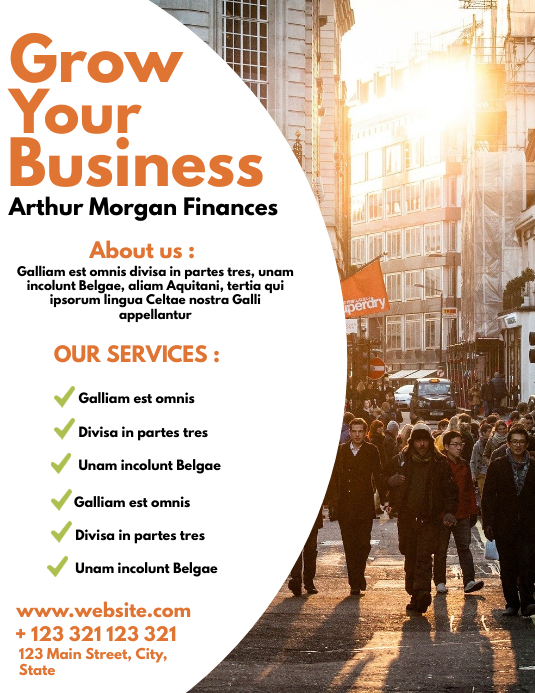 Grow
Your
Business
Arthur Morgan Finances
About us :
Galliam est omnis divisa in partes tres, unam
incolunt Belgae, aliam Aquitani, tertia qui
ipsorum lingua Celtae nostra Galli
appellantur
OUR SERVICES :
Galliam est omnis
Divisa in partes tres
Unam incolunt Belgae
Galliam est omnis
Divisa in partes tres
Unam incolunt Belgae
www.website.com
+ 123 321 123 321
123 Main Street, City,
State
perdry